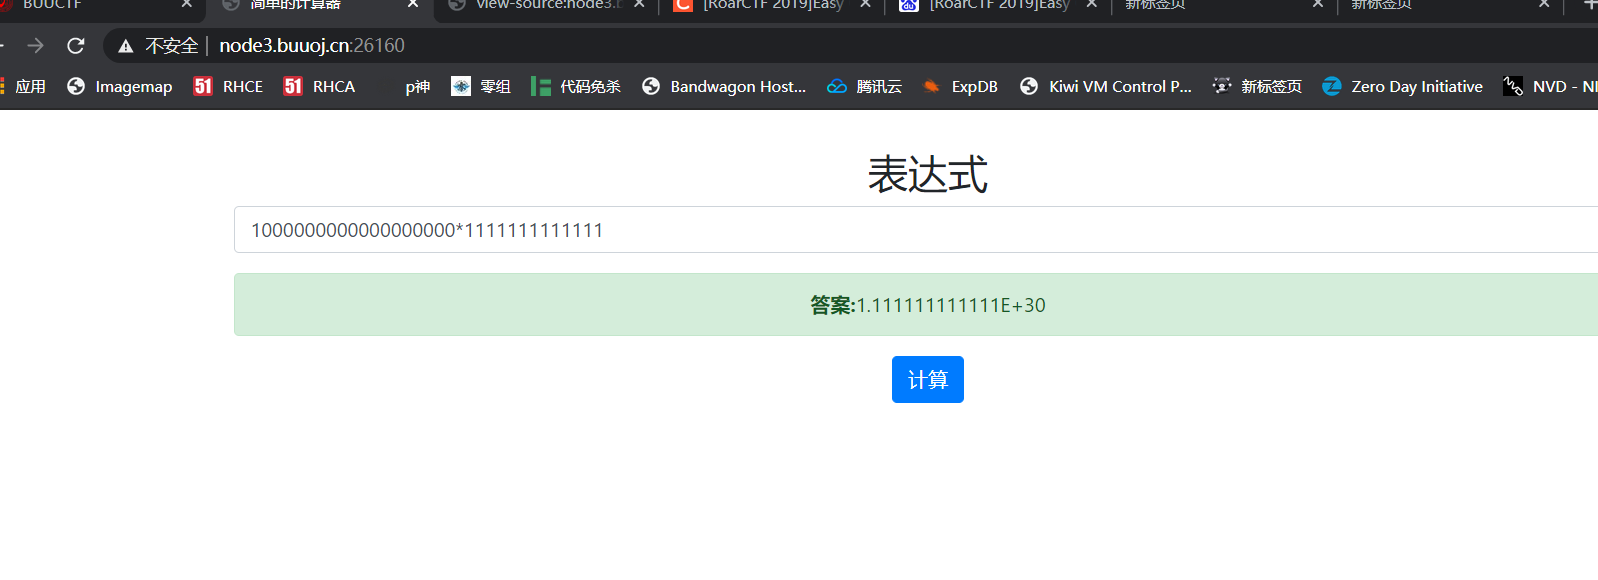 BUUCTF 简单的计算器 view-source:node3.b [RoarCTF 2019]Easy [RoarCTF 2019]Easy 新标签页 新标签页
不安全 | node3.buuoj.cn:26160
应用 Imagemap 51 RHCE 51 RHCA p神 零组 代码免杀 Bandwagon Host... 腾讯云 ExpDB Kiwi VM Control P... 新标签页 Zero Day Initiative NVD - NI
表达式
1000000000000000000*1111111111111
答案:1.111111111111E+30
计算